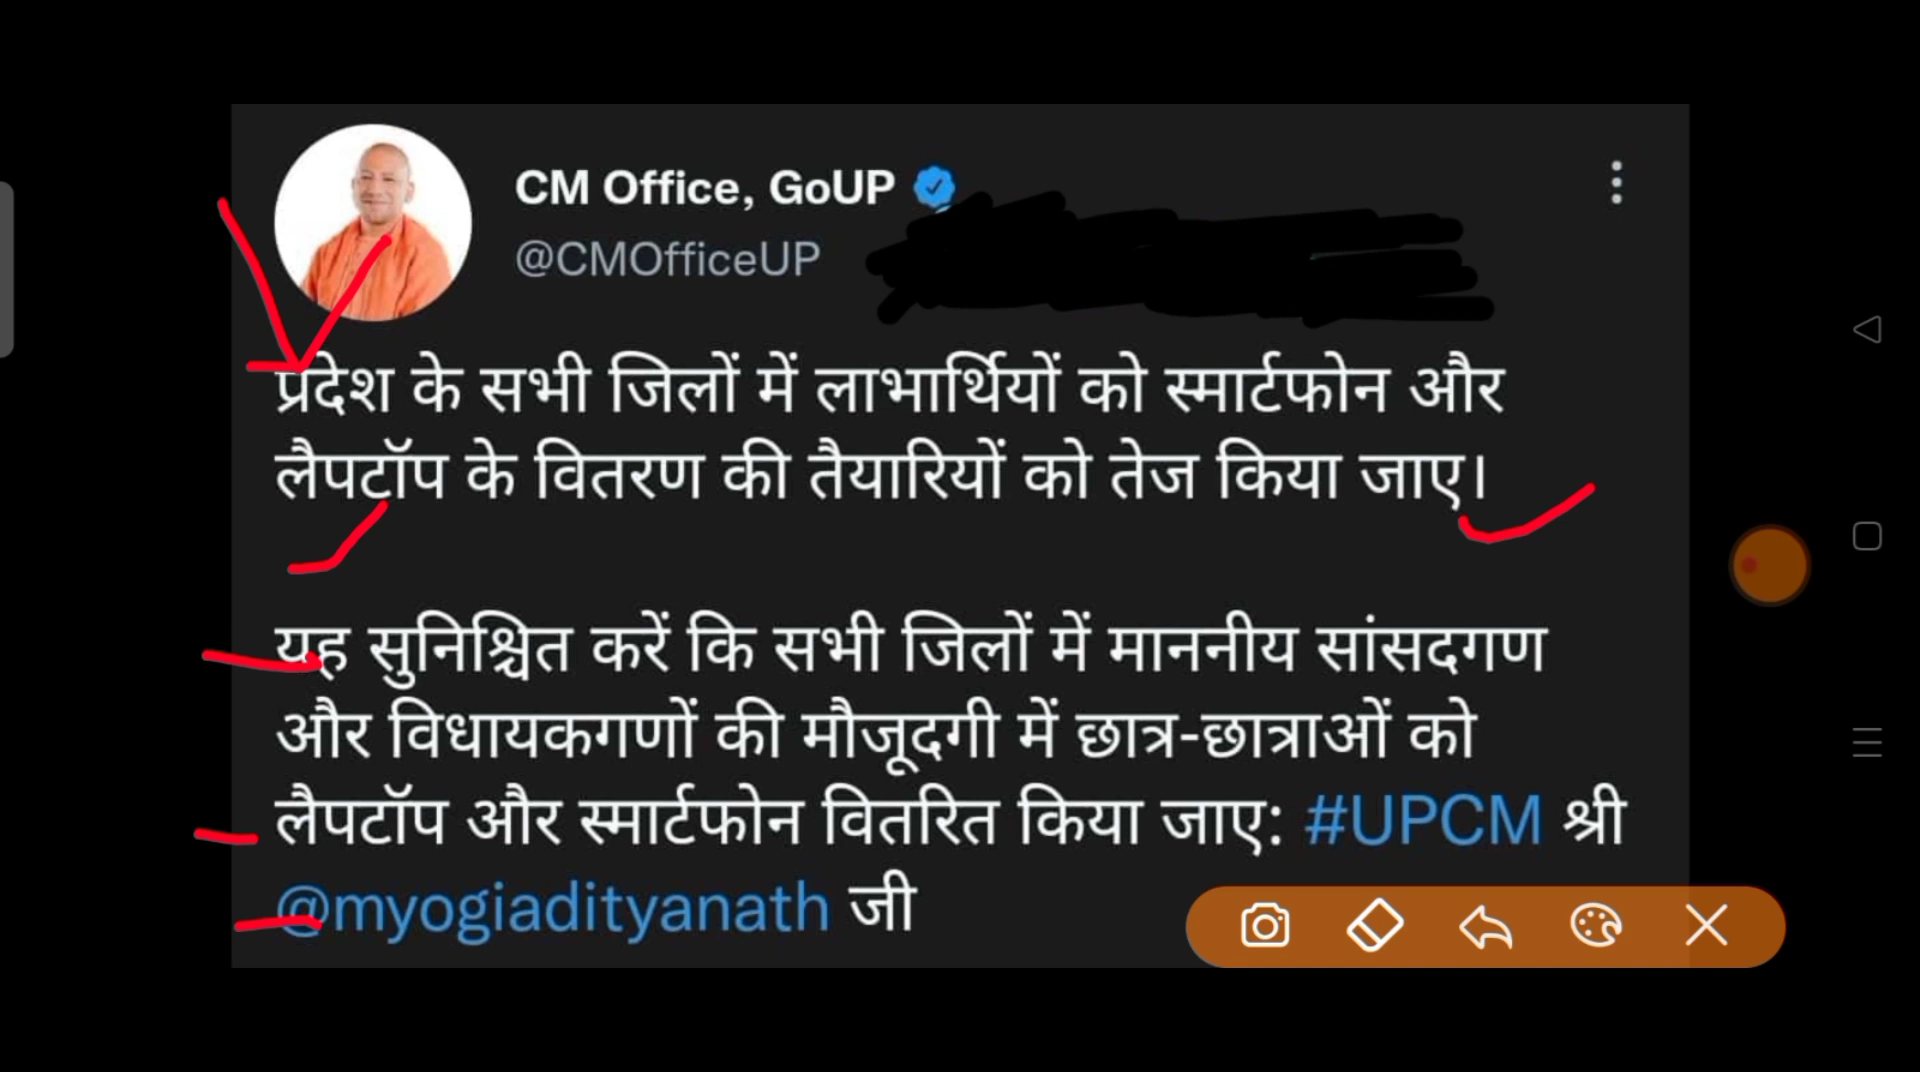 CM Office, GoUP
@CMOfficeUP
प्रदेश के सभी जिलों में लाभार्थियों को स्मार्टफोन और
लैपटॉप के वितरण की तैयारियों को तेज किया जाए।
यह सुनिश्चित करें कि सभी जिलों में माननीय सांसदगण
और विधायकगणों की मौजूदगी में छात्र-छात्राओं को
लैपटॉप और स्मार्टफोन वितरित किया जाए: #UPCM श्री
@myogiadityanath जी